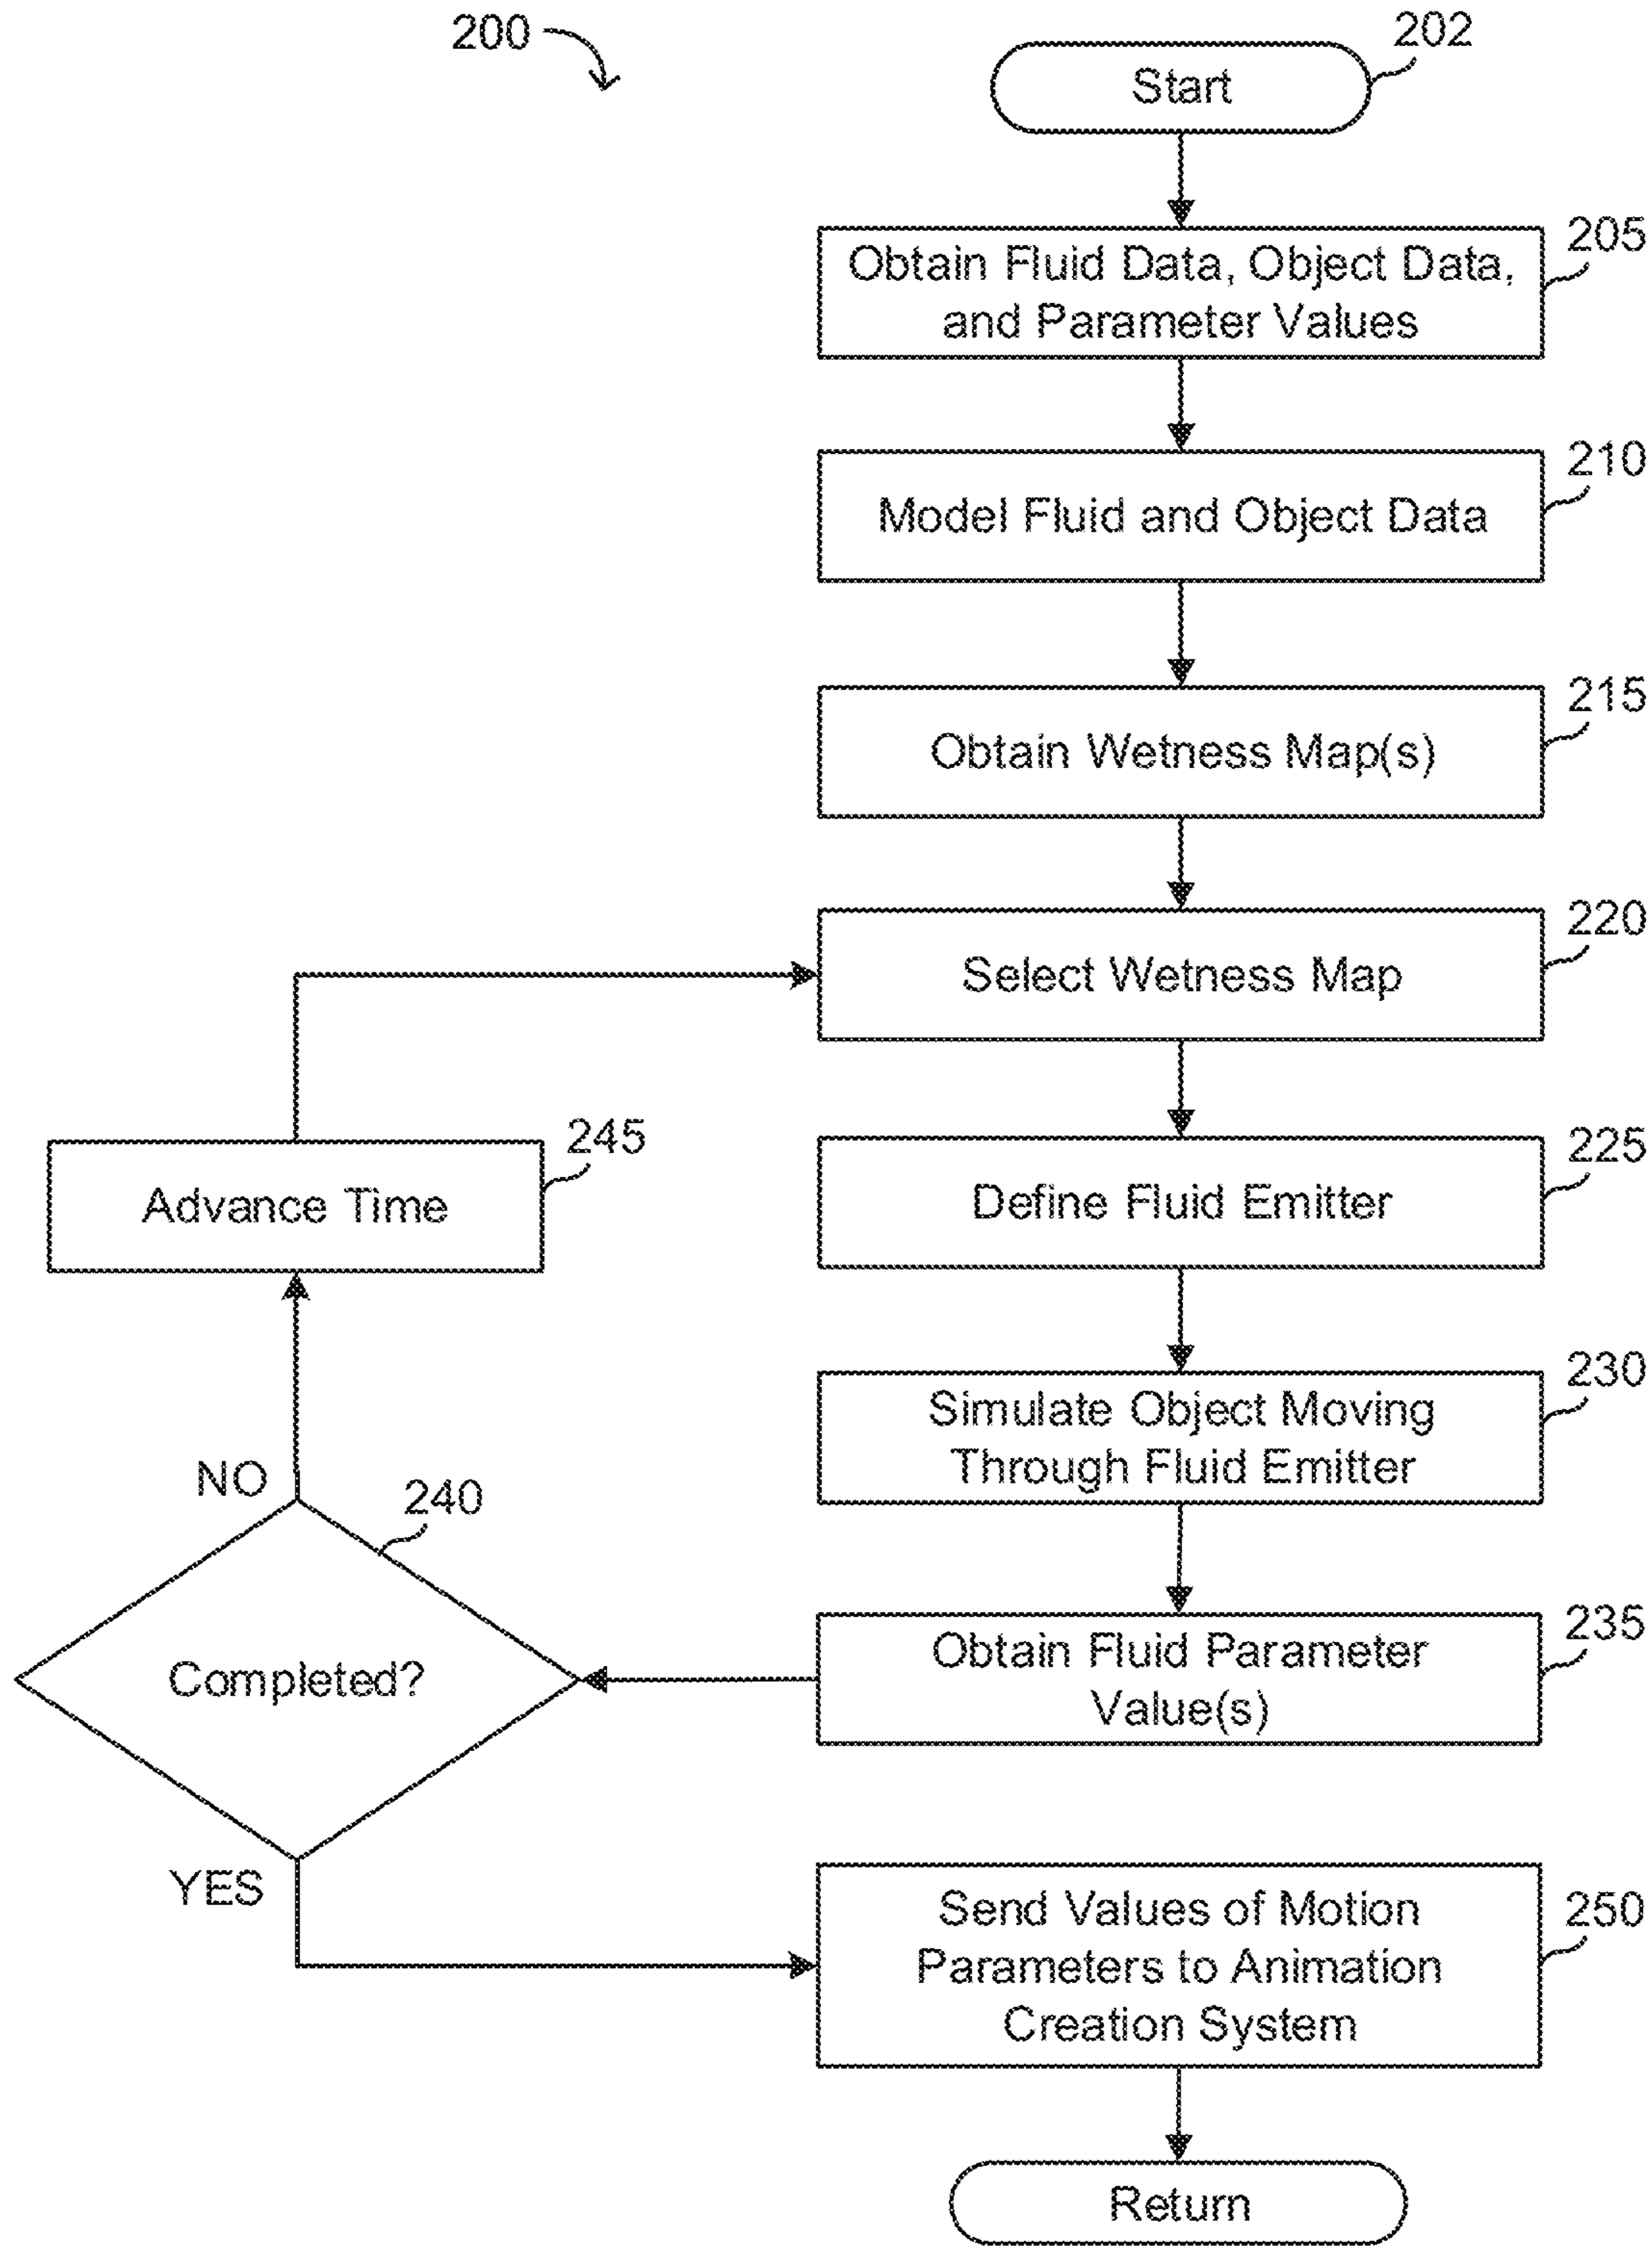 200
202
Start
205
Obtain Fluid Data, Object Data,
and Parameter Values
210
Model Fluid and Object Data
215
Obtain Wetness Map(s)
220
Select Wetness Map
245
Advance Time
225
Define Fluid Emitter
230
Simulate Object Moving
Through Fluid Emitter
NO
240
Completed?
235
Obtain Fluid Parameter
Value(s)
YES
250
Send Values of Motion
Parameters to Animation
Creation System
Return